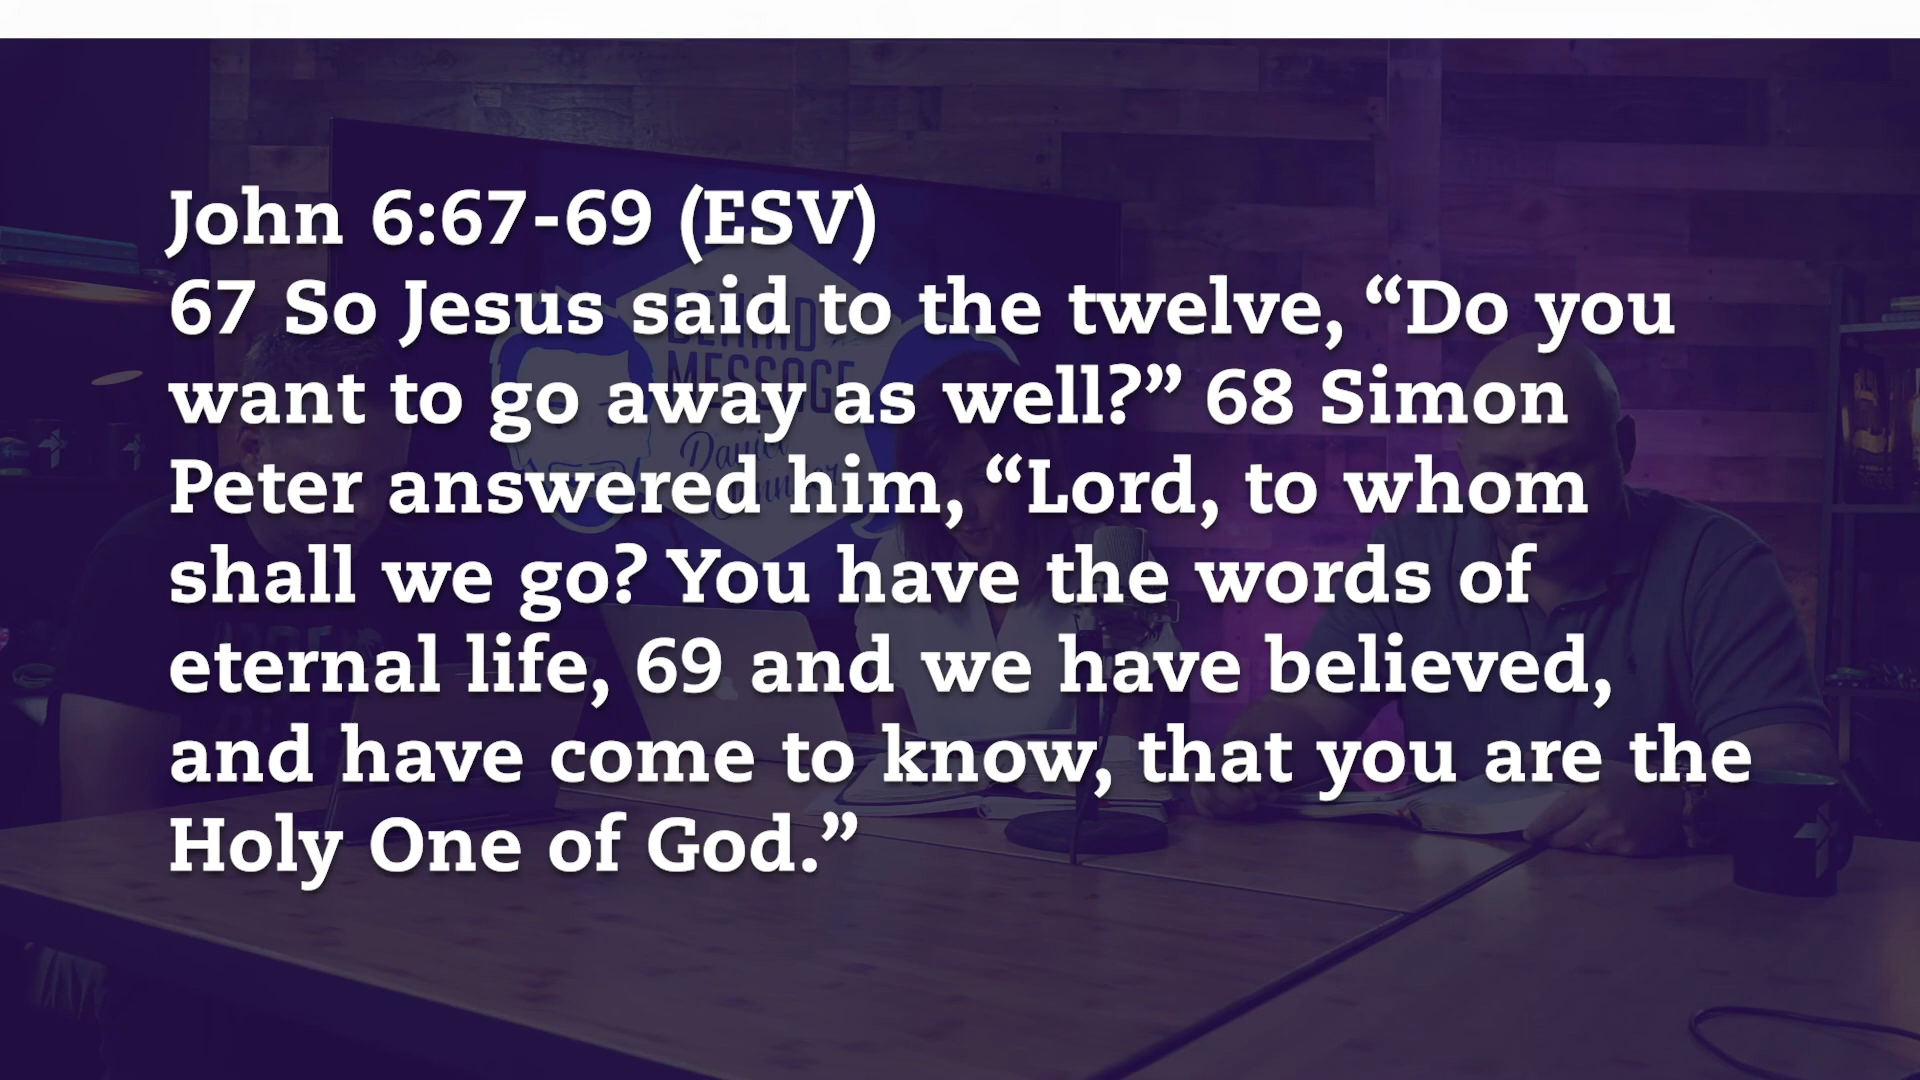 John 6:67-69 (ESV)
67 So Jesus said to the twelve, “Do you
want to go away as well?” 68 Simon
Peter answered him, “Lord, to whom
shall we go? You have the words of
eternal life, 69 and we have believed,
and have come to know, that you are the
Holy One of God.”
BEHIND
MESSAGE